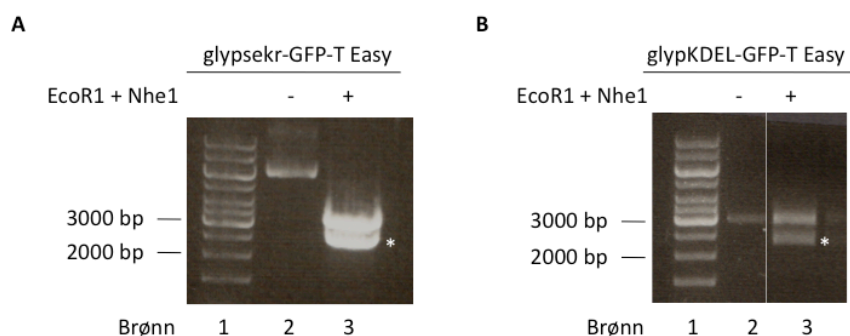 A
glypsekr-GFP-T Easy
EcoR1 + Nhe1 - +
3000 bp
2000 bp
*
Brønn 1 2 3
B
glypKDEL-GFP-T Easy
EcoR1 + Nhe1 - +
3000 bp
2000 bp
*
Brønn 1 2 3